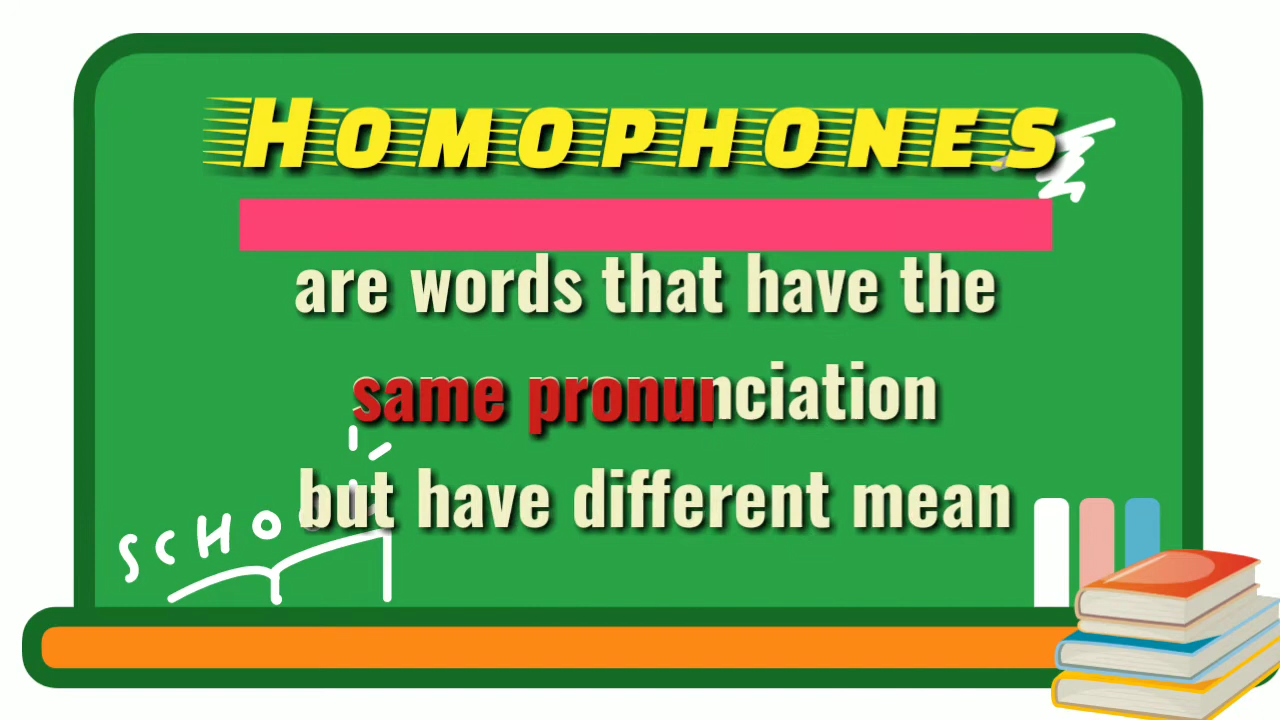 HOMOPHONES
are words that have the
same pronunciation
but have different mean
SCHO